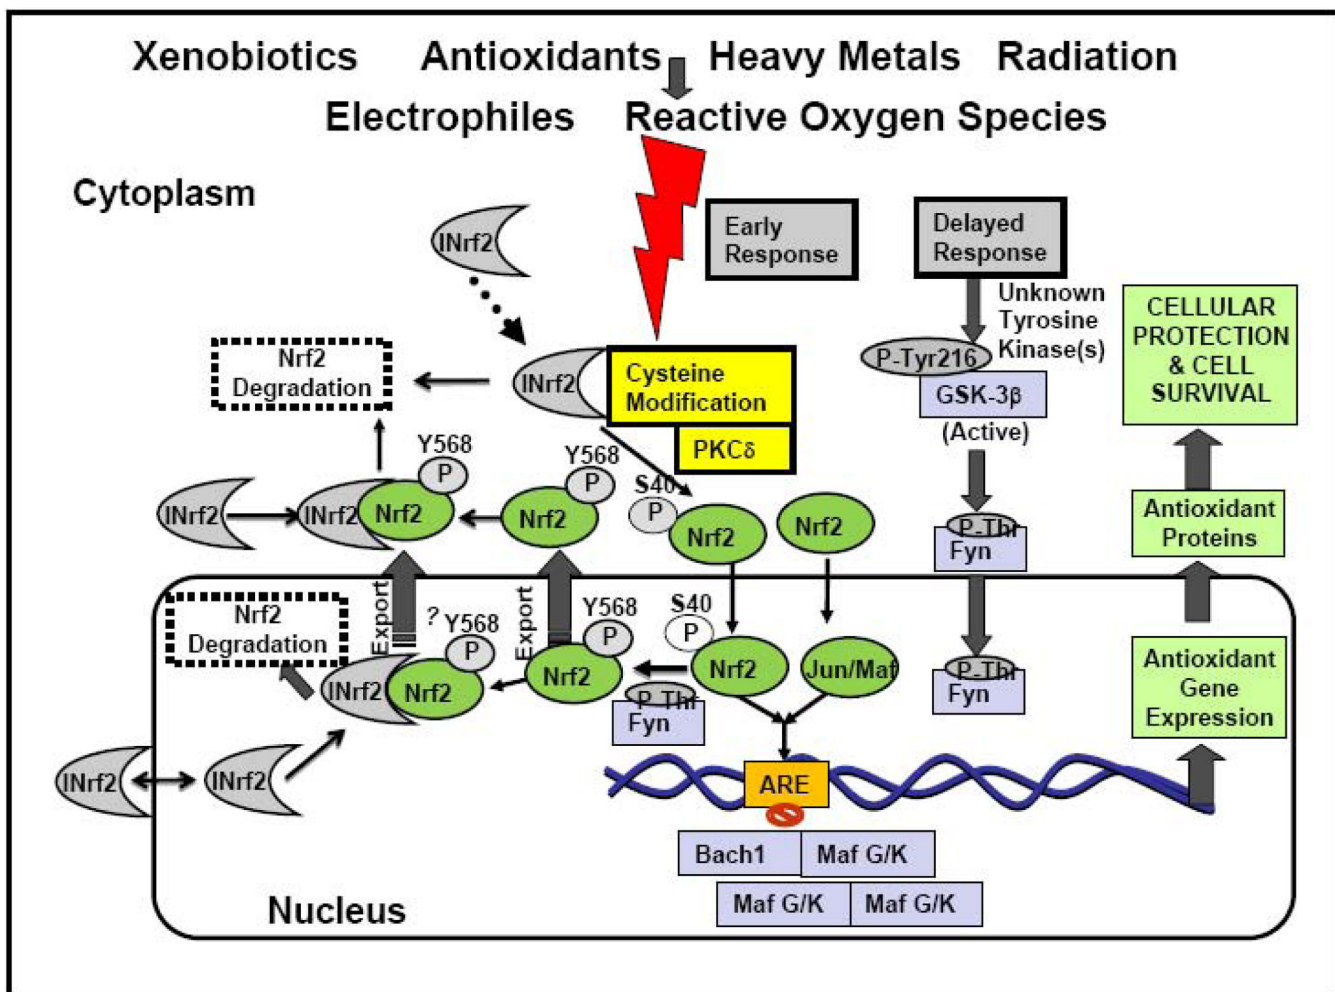 Xenobiotics Antioxidants Heavy Metals Radiation
Electrophiles Reactive Oxygen Species
Cytoplasm
INrf2
Early
Response
Delayed
Response
Unknown
Tyrosine
Kinase(s)
P-Tyr216
GSK-3β
(Active)
CELLULAR
PROTECTION
& CELL
SURVIVAL
Nrf2
Degradation
INrf2
Cysteine
Modification
PKCδ
Y568
P
Y568
P
S40
P
INrf2
INrf2
Nrf2
Nrf2
Nrf2
Nrf2
P-Thr
Fyn
Antioxidant
Proteins
Nrf2
Degradation
Export
?
Y568
P
Export
Y568
P
S40
P
INrf2
Nrf2
Nrf2
P-Thr
Fyn
Nrf2
Jun/Maf
P-Thr
Fyn
Antioxidant
Gene
Expression
INrf2
INrf2
ARE
Bach1
Maf G/K
Maf G/K
Maf G/K
Nucleus